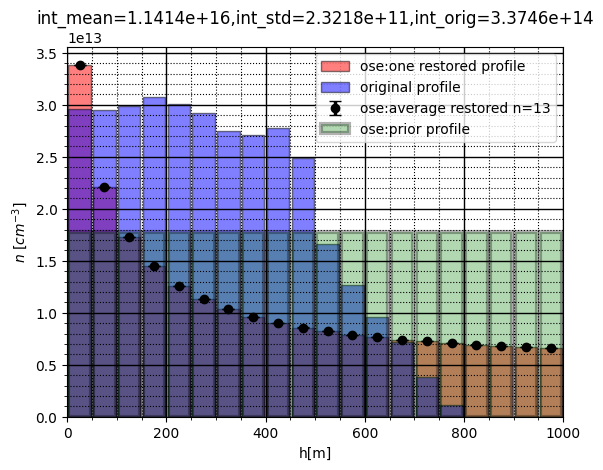 int_mean=1.1414e+16,int_std=2.3218e+11,int_orig=3.3746e+14
1e13
3.5
3.0
2.5
2.0
1.5
1.0
0.5
0.0
n [cm⁻³]
ose:one restored profile
original profile
ose:average restored n=13
ose:prior profile
0 200 400 600 800 1000
h[m]